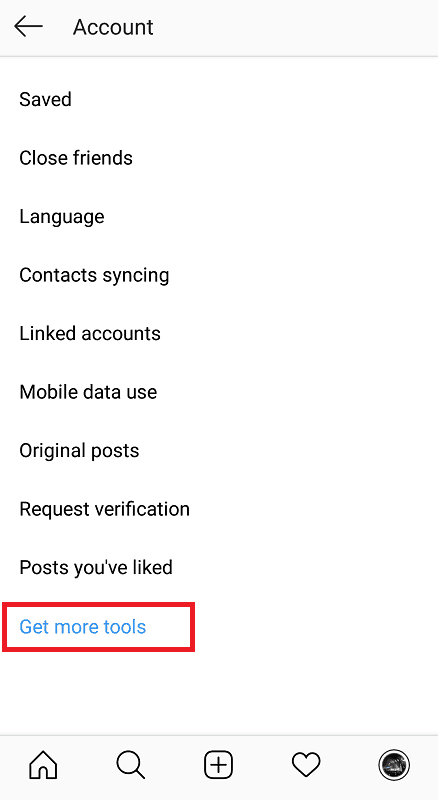 Account
Saved
Close friends
Language
Contacts syncing
Linked accounts
Mobile data use
Original posts
Request verification
Posts you've liked
Get more tools